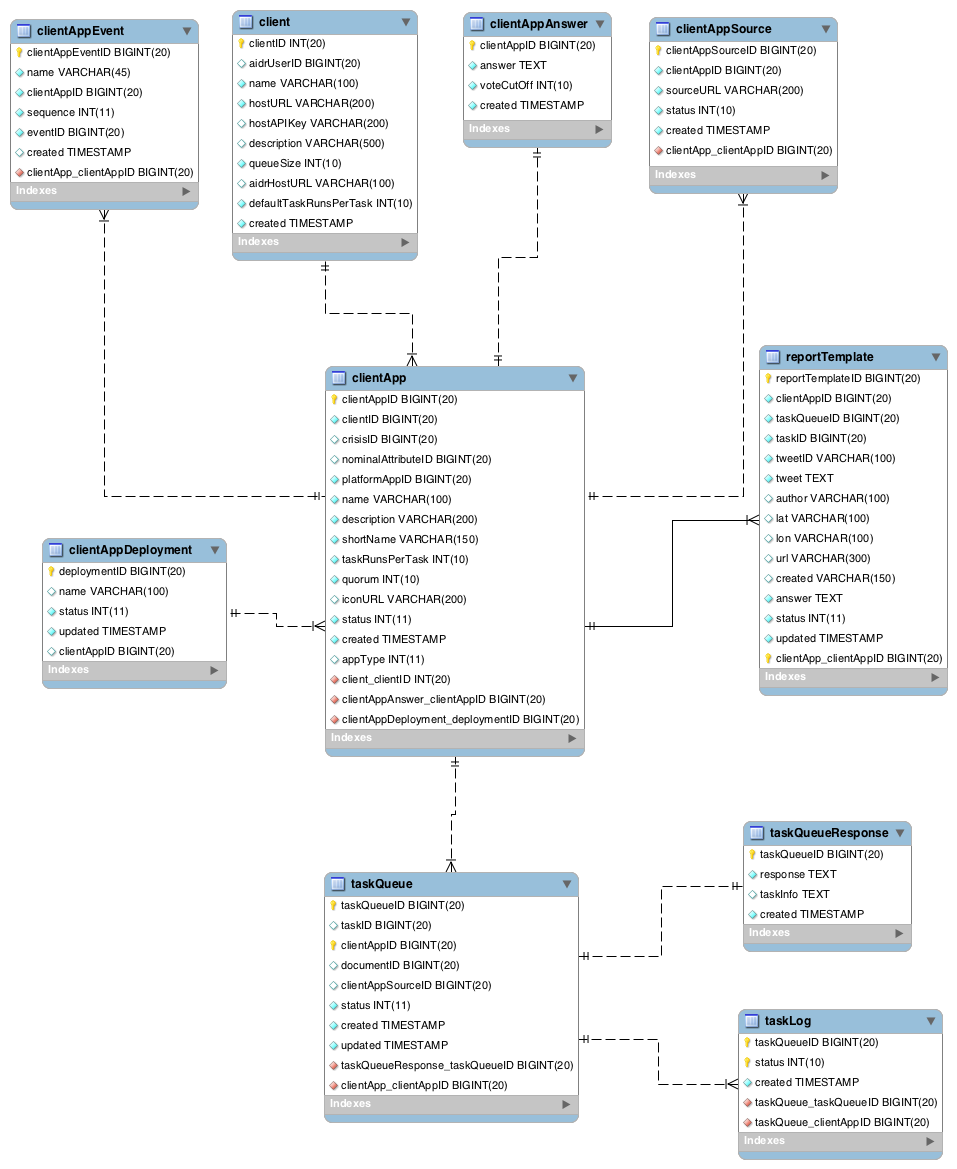 clientAppEvent
clientAppEventID BIGINT(20)
name VARCHAR(45)
clientAppID BIGINT(20)
sequence INT(11)
eventID BIGINT(20)
created TIMESTAMP
clientApp_clientAppID BIGINT(20)
Indexes
client
clientID INT(20)
aidrUserID BIGINT(20)
name VARCHAR(100)
hostURL VARCHAR(200)
hostAPIKey VARCHAR(200)
description VARCHAR(500)
queueSize INT(10)
aidrHostURL VARCHAR(100)
defaultTaskRunsPerTask INT(10)
created TIMESTAMP
Indexes
clientAppAnswer
clientAppID BIGINT(20)
answer TEXT
voteCutOff INT(10)
created TIMESTAMP
Indexes
clientAppSource
clientAppSourceID BIGINT(20)
clientAppID BIGINT(20)
sourceURL VARCHAR(200)
status INT(10)
created TIMESTAMP
clientApp_clientAppID BIGINT(20)
Indexes
clientApp
clientAppID BIGINT(20)
clientID BIGINT(20)
crisisID BIGINT(20)
nominalAttributeID BIGINT(20)
platformAppID BIGINT(20)
name VARCHAR(100)
description VARCHAR(200)
shortName VARCHAR(150)
taskRunsPerTask INT(10)
quorum INT(10)
iconURL VARCHAR(200)
status INT(11)
created TIMESTAMP
appType INT(11)
client_clientID INT(20)
clientAppAnswer_clientAppID BIGINT(20)
clientAppDeployment_deploymentID BIGINT(20)
Indexes
reportTemplate
reportTemplateID BIGINT(20)
clientAppID BIGINT(20)
taskQueueID BIGINT(20)
taskID BIGINT(20)
tweetID VARCHAR(100)
tweet TEXT
author VARCHAR(100)
lat VARCHAR(100)
lon VARCHAR(100)
url VARCHAR(300)
created VARCHAR(150)
answer TEXT
status INT(11)
updated TIMESTAMP
clientApp_clientAppID BIGINT(20)
Indexes
clientAppDeployment
deploymentID BIGINT(20)
name VARCHAR(100)
status INT(11)
updated TIMESTAMP
clientAppID BIGINT(20)
Indexes
taskQueue
taskQueueID BIGINT(20)
taskID BIGINT(20)
clientAppID BIGINT(20)
documentID BIGINT(20)
clientAppSourceID BIGINT(20)
status INT(11)
created TIMESTAMP
updated TIMESTAMP
taskQueueResponse_taskQueueID BIGINT(20)
clientApp_clientAppID BIGINT(20)
Indexes
taskQueueResponse
taskQueueID BIGINT(20)
response TEXT
taskInfo TEXT
created TIMESTAMP
Indexes
taskLog
taskQueueID BIGINT(20)
status INT(10)
created TIMESTAMP
taskQueue_taskQueueID BIGINT(20)
taskQueue_clientAppID BIGINT(20)
Indexes